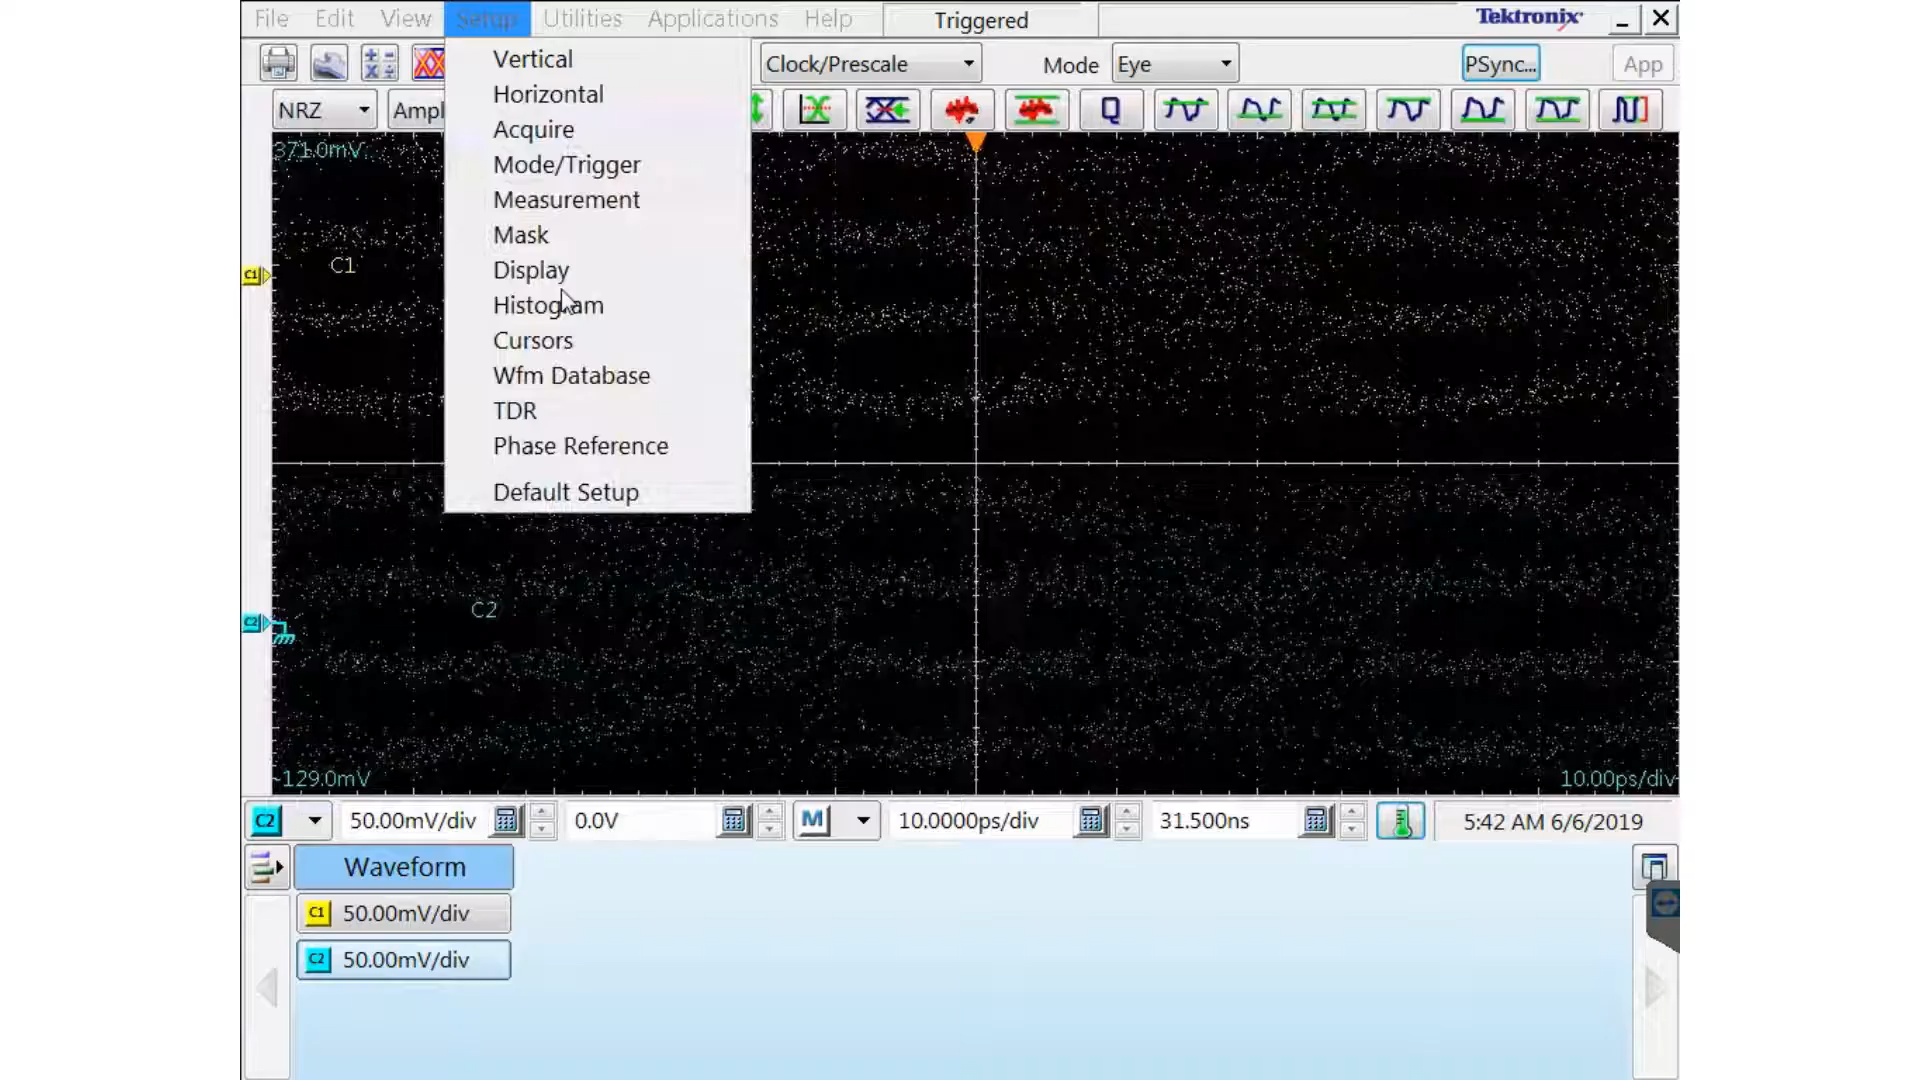 File Edit View Setup Utilities Applications Help Triggered Tektronix
Clock/Prescale Mode Eye PSync... App
NRZ Ampl Q
Vertical
Horizontal
Acquire
Mode/Trigger
Measurement
Mask
Display
Histogram
Cursors
Wfm Database
TDR
Phase Reference
Default Setup
371.0mV
C1
C1
C2
C2
-129.0mV 10.00ps/div
C2 50.00mV/div 0.0V M 10.0000ps/div 31.500ns 5:42 AM 6/6/2019
Waveform
C1 50.00mV/div
C2 50.00mV/div